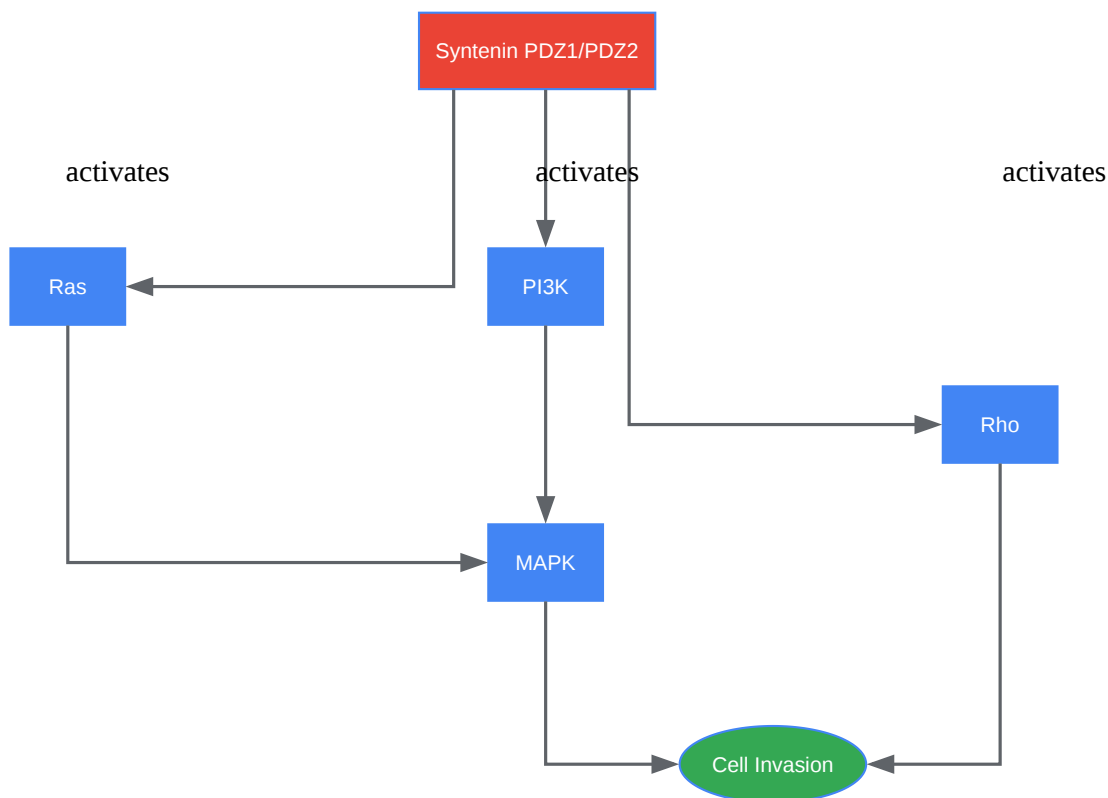 Syntenin PDZ1/PDZ2
activates
activates
activates
Ras
PI3K
Rho
MAPK
Cell Invasion